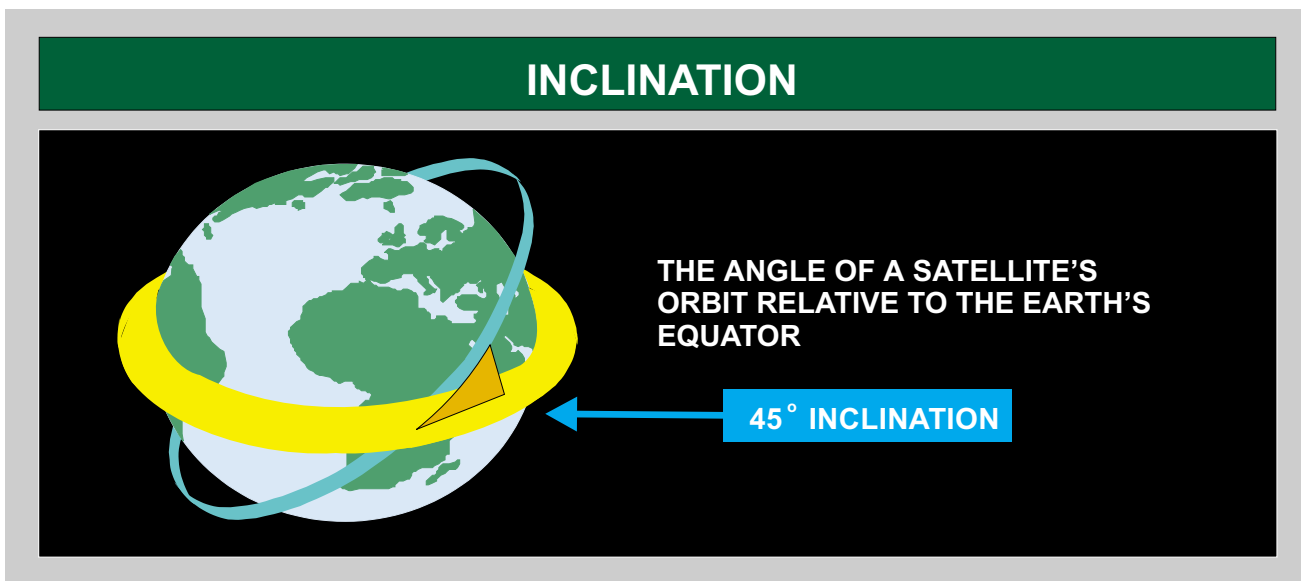 INCLINATION
THE ANGLE OF A SATELLITE’S
ORBIT RELATIVE TO THE EARTH’S
EQUATOR
45° INCLINATION